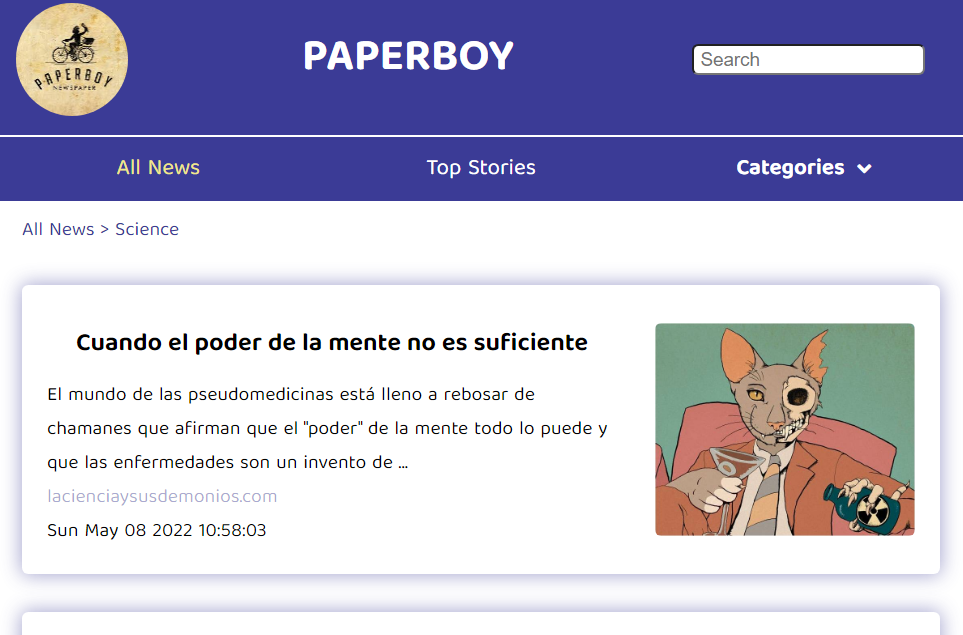 PAPERBOY
NEWSPAPER
PAPERBOY
Search
All News
Top Stories
Categories
All News > Science
Cuando el poder de la mente no es suficiente
El mundo de las pseudomedicinas está lleno a rebosar de
chamanes que afirman que el "poder" de la mente todo lo puede y
que las enfermedades son un invento de ...
lacienciaysusdemonios.com
Sun May 08 2022 10:58:03